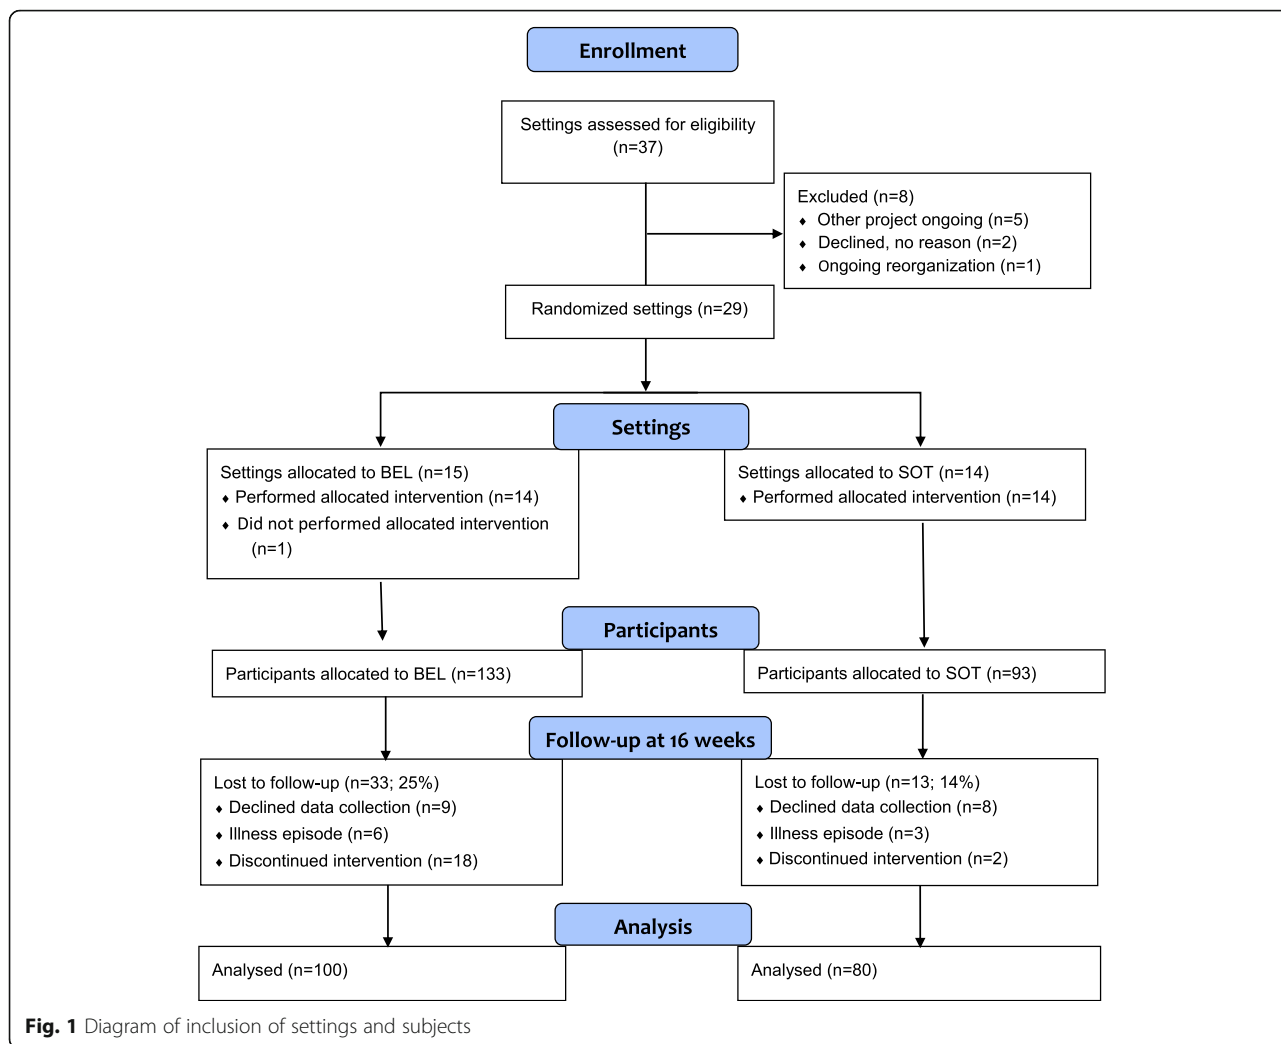 Enrollment
Settings assessed for eligibility
(n=37)
Excluded (n=8)
♦ Other project ongoing (n=5)
♦ Declined, no reason (n=2)
♦ Ongoing reorganization (n=1)
Randomized settings (n=29)
Settings
Settings allocated to BEL (n=15)
♦ Performed allocated intervention (n=14)
♦ Did not performed allocated intervention
(n=1)
Settings allocated to SOT (n=14)
♦ Performed allocated intervention (n=14)
Participants
Participants allocated to BEL (n=133)
Participants allocated to SOT (n=93)
Follow-up at 16 weeks
Lost to follow-up (n=33; 25%)
♦ Declined data collection (n=9)
♦ Illness episode (n=6)
♦ Discontinued intervention (n=18)
Lost to follow-up (n=13; 14%)
♦ Declined data collection (n=8)
♦ Illness episode (n=3)
♦ Discontinued intervention (n=2)
Analysis
Analysed (n=100)
Analysed (n=80)
Fig. 1 Diagram of inclusion of settings and subjects